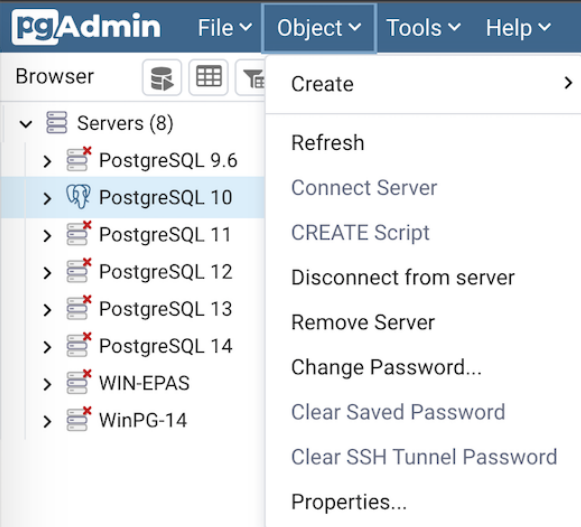 pgAdmin File Object Tools Help
Browser
Servers (8)
PostgreSQL 9.6
PostgreSQL 10
PostgreSQL 11
PostgreSQL 12
PostgreSQL 13
PostgreSQL 14
WIN-EPAS
WinPG-14
Create
Refresh
Connect Server
CREATE Script
Disconnect from server
Remove Server
Change Password...
Clear Saved Password
Clear SSH Tunnel Password
Properties...